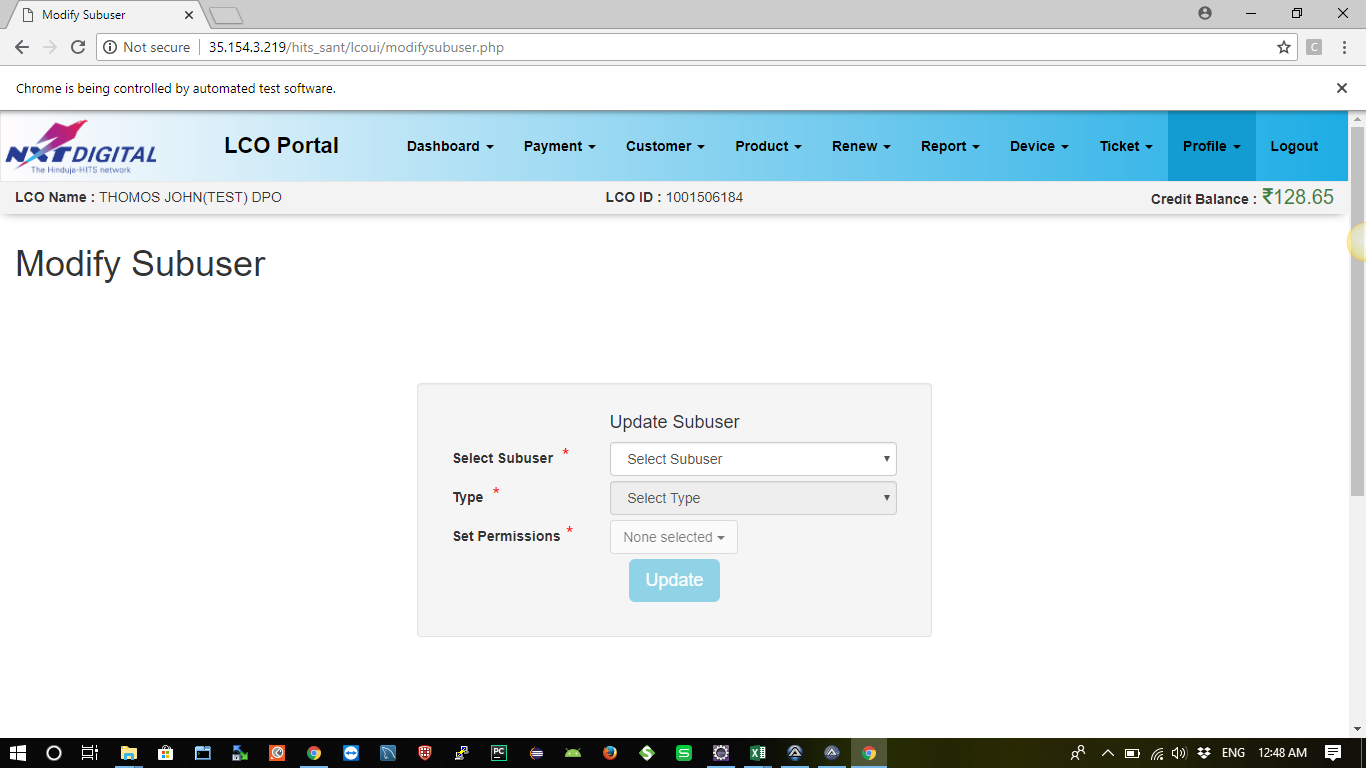 Modify Subuser
Not secure 35.154.3.219/hits_sant/lcoui/modifysubuser.php
C
Chrome is being controlled by automated test software.
NXTDIGITAL
The Hinduja-HITS network
LCO Portal
Dashboard Payment Customer Product Renew Report Device Ticket Profile Logout
LCO Name : THOMOS JOHN(TEST) DPO LCO ID : 1001506184 Credit Balance : ₹128.65
Modify Subuser
Update Subuser
Select Subuser * Select Subuser
Type * Select Type
Set Permissions * None selected
Update
PC
S
ENG 12:48 AM